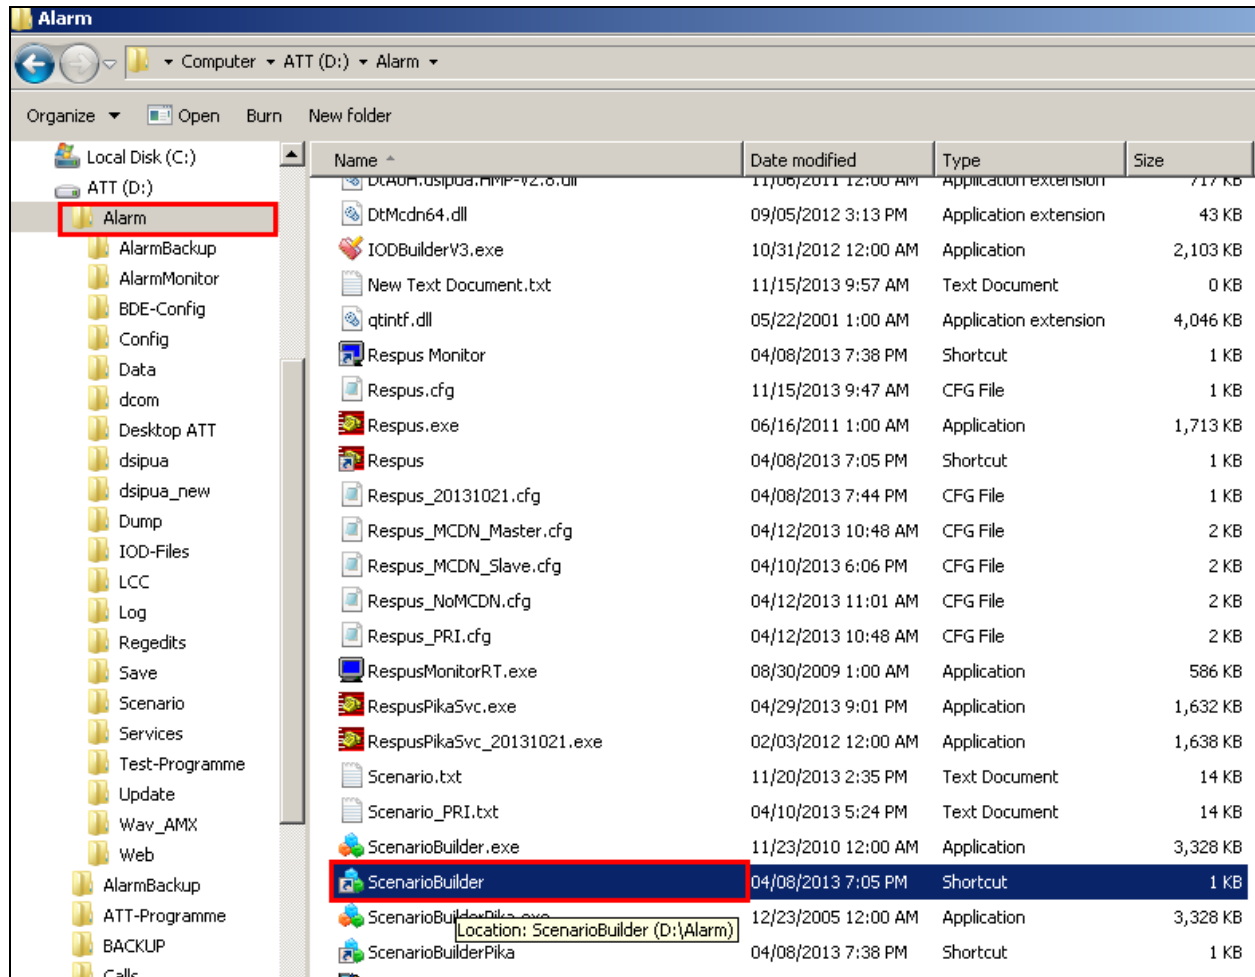 Alarm
Computer ATT (D:) Alarm
Organize Open Burn New folder
Local Disk (C:)
ATT (D:)
Alarm
AlarmBackup
AlarmMonitor
BDE-Config
Config
Data
dcom
Desktop ATT
dsipua
dsipua_new
Dump
IOD-Files
LCC
Log
Regedits
Save
Scenario
Services
Test-Programme
Update
Wav_AMX
Web
AlarmBackup
ATT-Programme
BACKUP
Calls
Name Date modified Type Size
11/06/2011 12:00 AM Application extension 717 KB
DtMcdn64.dll 09/05/2012 3:13 PM Application extension 43 KB
IODBuilderV3.exe 10/31/2012 12:00 AM Application 2,103 KB
New Text Document.txt 11/15/2013 9:57 AM Text Document 0 KB
qtintf.dll 05/22/2001 1:00 AM Application extension 4,046 KB
Respus Monitor 04/08/2013 7:38 PM Shortcut 1 KB
Respus.cfg 11/15/2013 9:47 AM CFG File 1 KB
Respus.exe 06/16/2011 1:00 AM Application 1,713 KB
Respus 04/08/2013 7:05 PM Shortcut 1 KB
Respus_20131021.cfg 04/08/2013 7:44 PM CFG File 1 KB
Respus_MCDN_Master.cfg 04/12/2013 10:48 AM CFG File 2 KB
Respus_MCDN_Slave.cfg 04/10/2013 6:06 PM CFG File 2 KB
Respus_NoMCDN.cfg 04/12/2013 11:01 AM CFG File 2 KB
Respus_PRI.cfg 04/12/2013 10:48 AM CFG File 2 KB
RespusMonitorRT.exe 08/30/2009 1:00 AM Application 586 KB
RespusPikaSvc.exe 04/29/2013 9:01 PM Application 1,632 KB
RespusPikaSvc_20131021.exe 02/03/2012 12:00 AM Application 1,638 KB
Scenario.txt 11/20/2013 2:35 PM Text Document 14 KB
Scenario_PRI.txt 04/10/2013 5:24 PM Text Document 14 KB
ScenarioBuilder.exe 11/23/2010 12:00 AM Application 3,328 KB
ScenarioBuilder 04/08/2013 7:05 PM Shortcut 1 KB
ScenarioBuilderPika.exe 12/23/2005 12:00 AM Application 3,328 KB
Location: ScenarioBuilder (D:\Alarm)
ScenarioBuilderPika 04/08/2013 7:38 PM Shortcut 1 KB